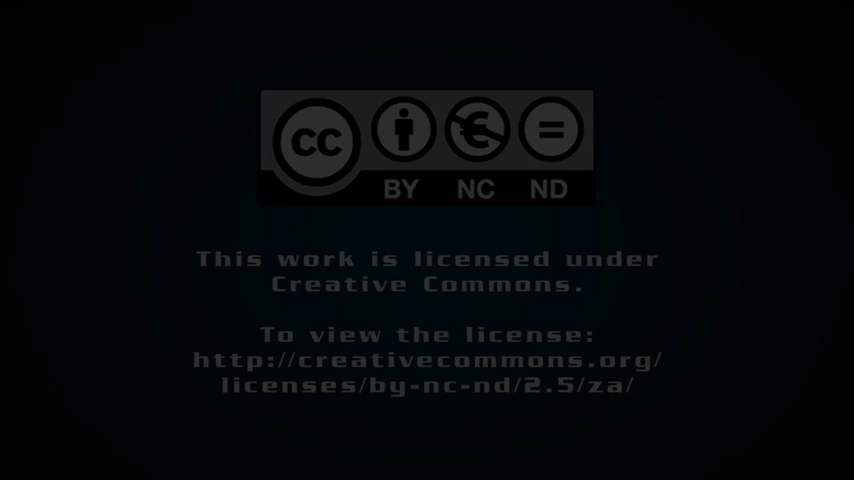 CC
BY NC ND
This work is licensed under
Creative Commons.
To view the license:
http://creativecommons.org/
licenses/by-nc-nd/2.5/za/